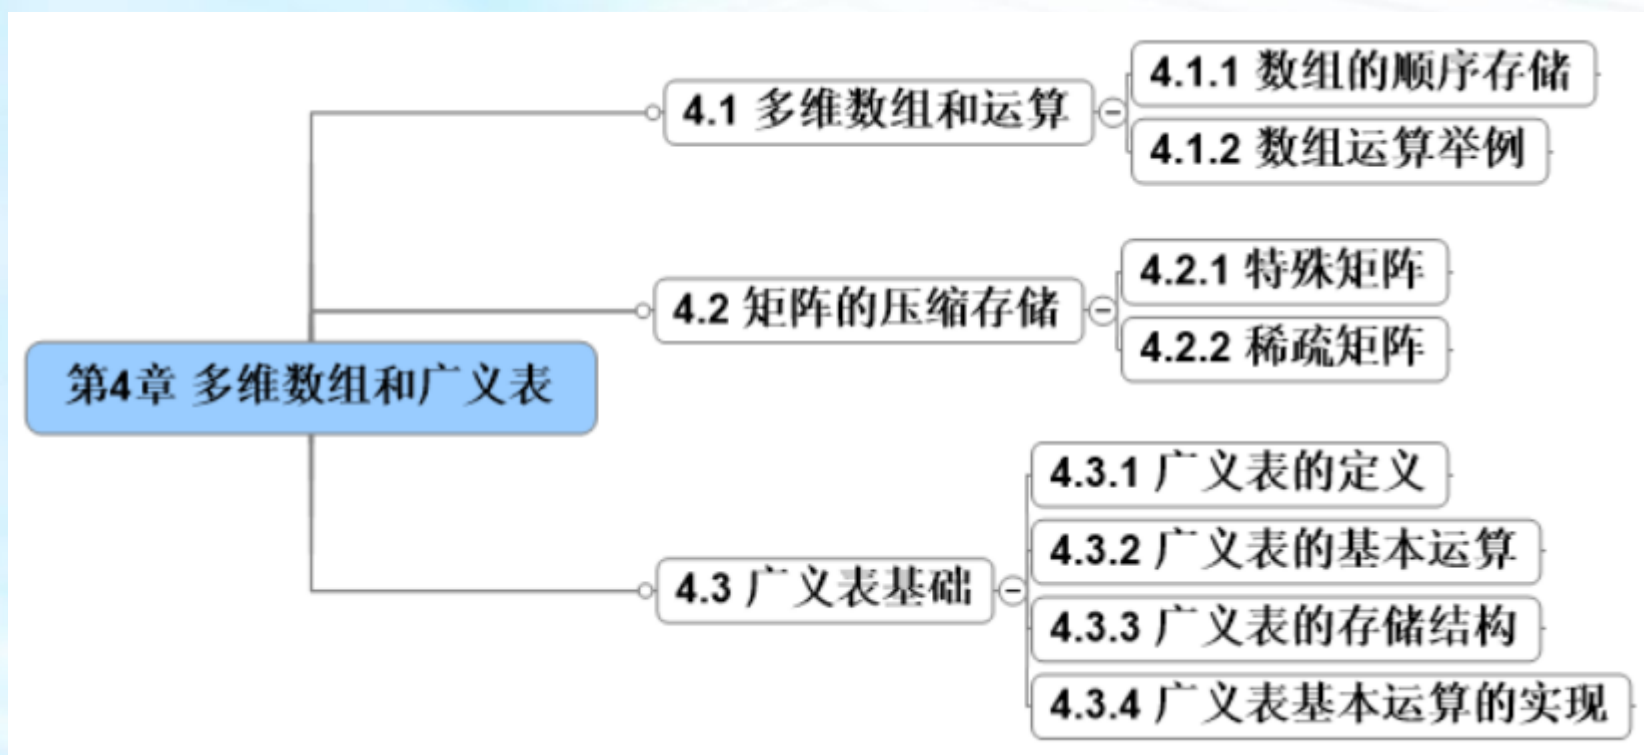 第4章 多维数组和广义表
4.1 多维数组和运算
4.1.1 数组的顺序存储
4.1.2 数组运算举例
4.2 矩阵的压缩存储
4.2.1 特殊矩阵
4.2.2 稀疏矩阵
4.3 广义表基础
4.3.1 广义表的定义
4.3.2 广义表的基本运算
4.3.3 广义表的存储结构
4.3.4 广义表基本运算的实现